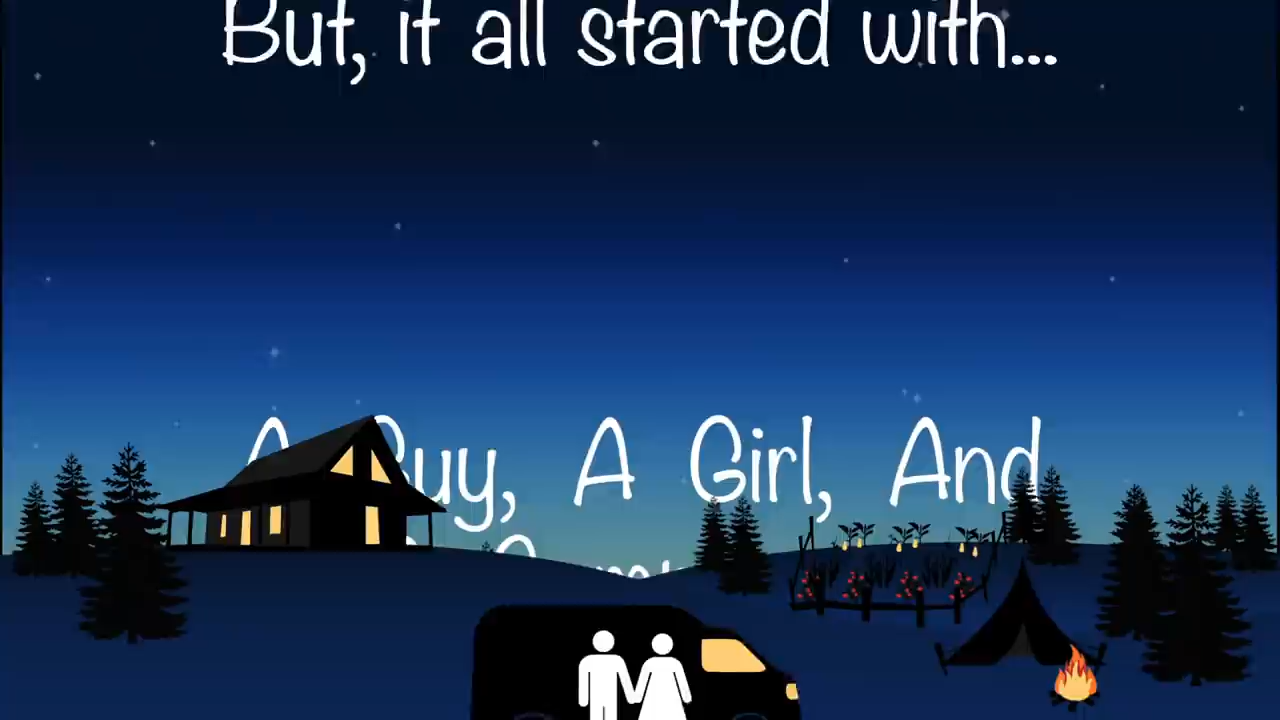 But, it all started with...
A Guy, A Girl, And